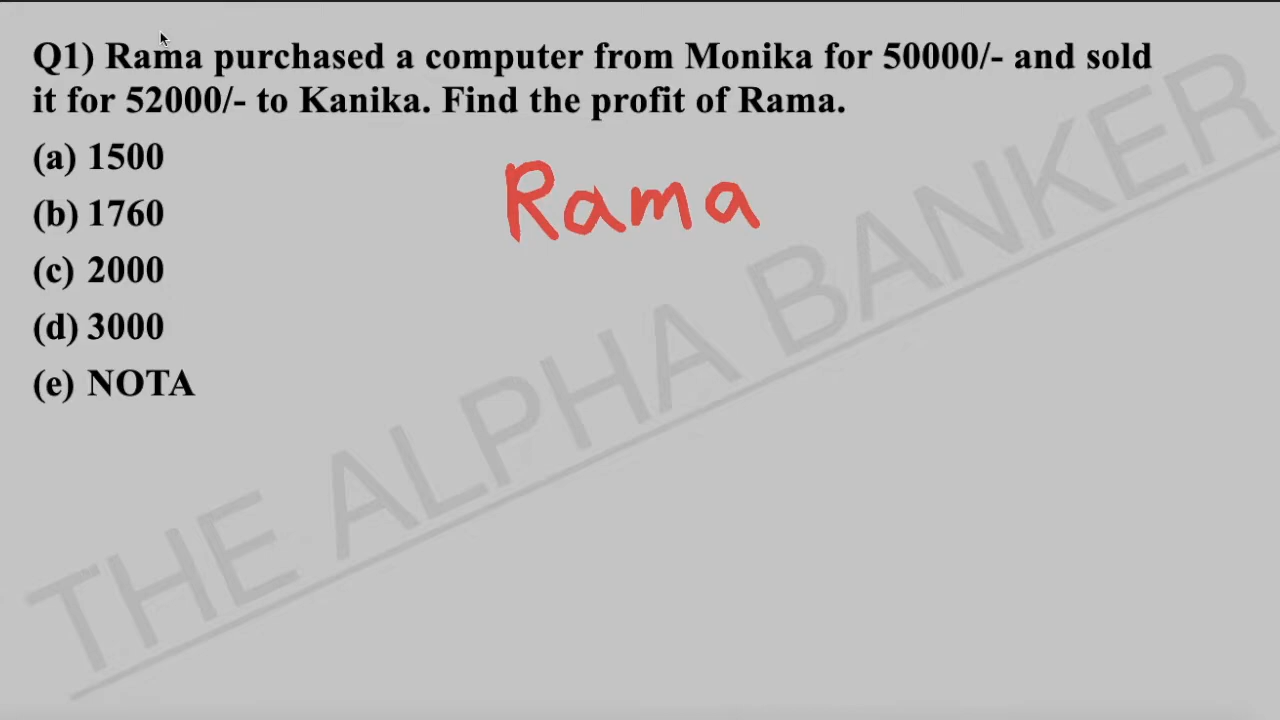 Q1) Rama purchased a computer from Monika for 50000/- and sold
it for 52000/- to Kanika. Find the profit of Rama.
(a) 1500
Rama
(b) 1760
(c) 2000
(d) 3000
(e) NOTA
THE ALPHA BANKER